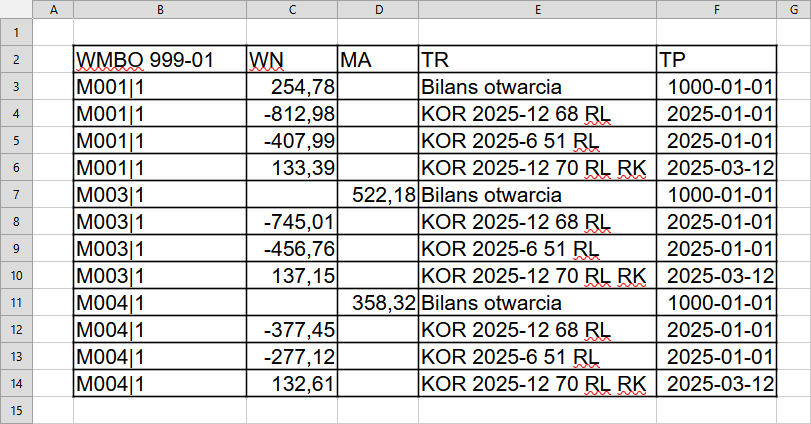 A B C D E F G
1
2 WMBO 999-01 WN MA TR TP
3 M001|1 254,78 Bilans otwarcia 1000-01-01
4 M001|1 -812,98 KOR 2025-12 68 RL 2025-01-01
5 M001|1 -407,99 KOR 2025-6 51 RL 2025-01-01
6 M001|1 133,39 KOR 2025-12 70 RL RK 2025-03-12
7 M003|1 522,18 Bilans otwarcia 1000-01-01
8 M003|1 -745,01 KOR 2025-12 68 RL 2025-01-01
9 M003|1 -456,76 KOR 2025-6 51 RL 2025-01-01
10 M003|1 137,15 KOR 2025-12 70 RL RK 2025-03-12
11 M004|1 358,32 Bilans otwarcia 1000-01-01
12 M004|1 -377,45 KOR 2025-12 68 RL 2025-01-01
13 M004|1 -277,12 KOR 2025-6 51 RL 2025-01-01
14 M004|1 132,61 KOR 2025-12 70 RL RK 2025-03-12
15